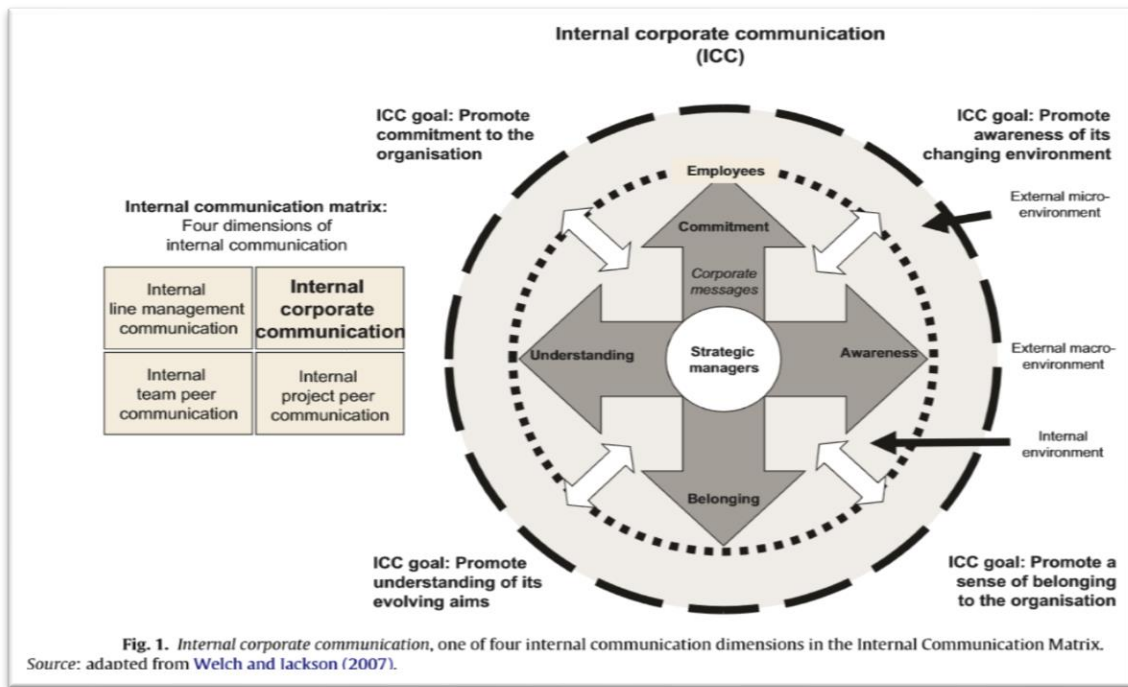 Internal corporate communication
(ICC)
ICC goal: Promote
commitment to the
organisation
ICC goal: Promote
awareness of its
changing environment
Employees
External micro-
environment
Internal communication matrix:
Four dimensions of
internal communication
Commitment
Internal
line management
communication
Internal
corporate
communication
Corporate
messages
Understanding
Strategic
managers
Awareness
External macro-
environment
Internal
team peer
communication
Internal
project peer
communication
Internal
environment
Belonging
ICC goal: Promote
understanding of its
evolving aims
ICC goal: Promote a
sense of belonging
to the organisation
Fig. 1. Internal corporate communication, one of four internal communication dimensions in the Internal Communication Matrix.
Source: adapted from Welch and Jackson (2007).